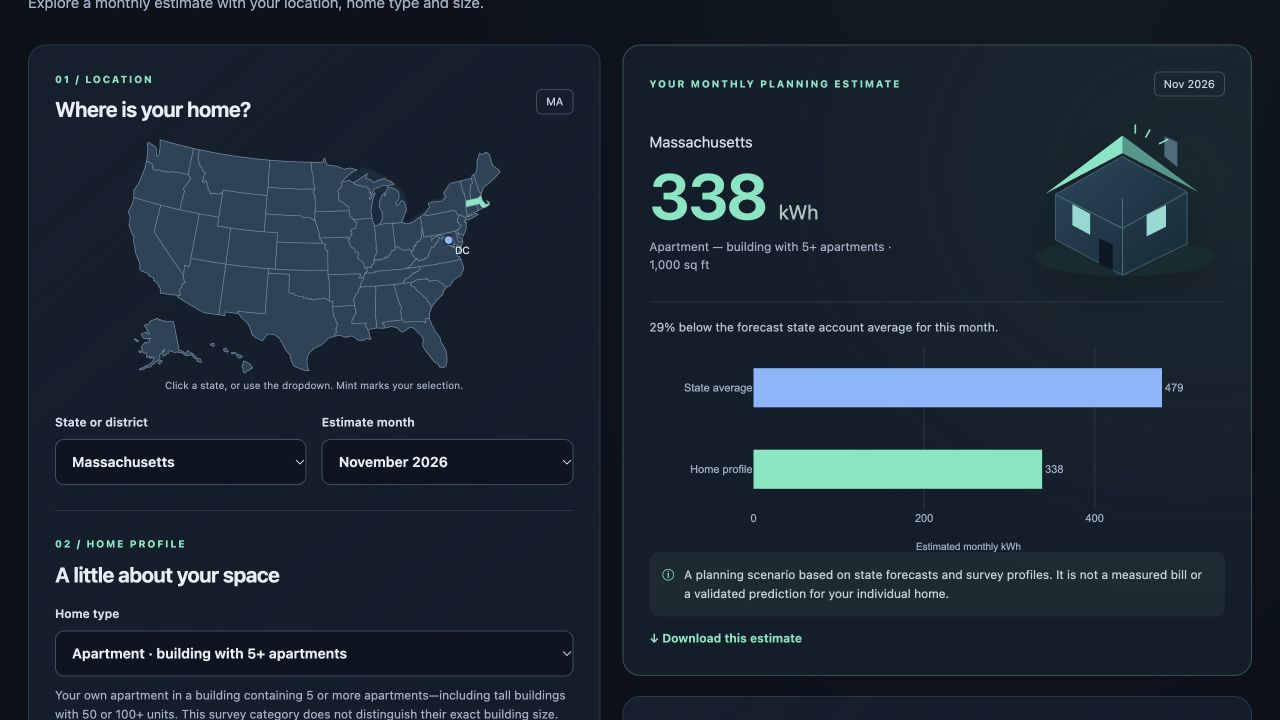 Explore a monthly estimate with your location, home type and size.
01 / LOCATION
Where is your home?
MA
DC
Click a state, or use the dropdown. Mint marks your selection.
State or district
Estimate month
Massachusetts
November 2026
02 / HOME PROFILE
A little about your space
Home type
Apartment · building with 5+ apartments
Your own apartment in a building containing 5 or more apartments—including tall buildings
with 50 or 100+ units. This survey category does not distinguish their exact building size.
YOUR MONTHLY PLANNING ESTIMATE
Nov 2026
Massachusetts
338 kWh
Apartment — building with 5+ apartments ·
1,000 sq ft
29% below the forecast state account average for this month.
State average
479
Home profile
338
0
200
400
Estimated monthly kWh
ⓘ A planning scenario based on state forecasts and survey profiles. It is not a measured bill or
a validated prediction for your individual home.
↓ Download this estimate